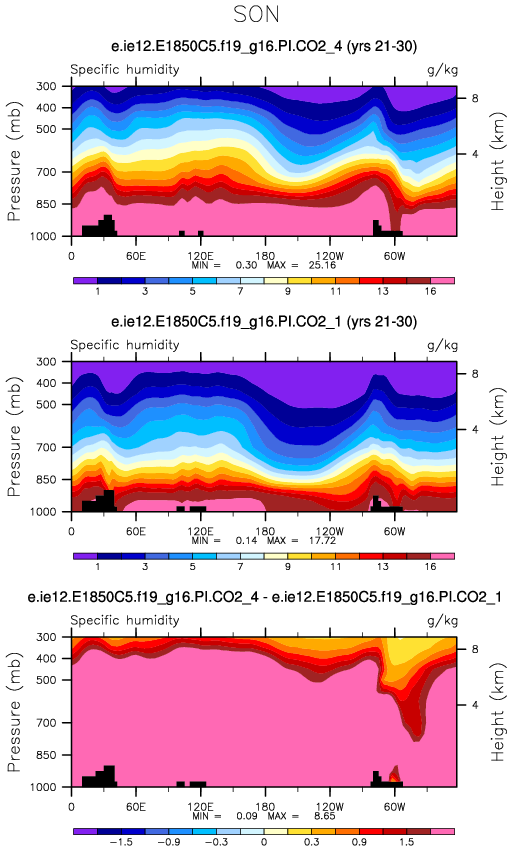 SON
e.ie12.E1850C5.f19_g16.PI.CO2_4 (yrs 21-30)
Specific humidity g/kg
300
400
500
700
850
1000
Pressure (mb)
8
4
Height (km)
0 60E 120E 180 120W 60W
MIN = 0.30 MAX = 25.16
1 3 5 7 9 11 13 16
e.ie12.E1850C5.f19_g16.PI.CO2_1 (yrs 21-30)
Specific humidity g/kg
300
400
500
700
850
1000
Pressure (mb)
8
4
Height (km)
0 60E 120E 180 120W 60W
MIN = 0.14 MAX = 17.72
1 3 5 7 9 11 13 16
e.ie12.E1850C5.f19_g16.PI.CO2_4 - e.ie12.E1850C5.f19_g16.PI.CO2_1
Specific humidity g/kg
300
400
500
700
850
1000
Pressure (mb)
8
4
Height (km)
0 60E 120E 180 120W 60W
MIN = 0.09 MAX = 8.65
−1.5 −0.9 −0.3 0 0.3 0.9 1.5